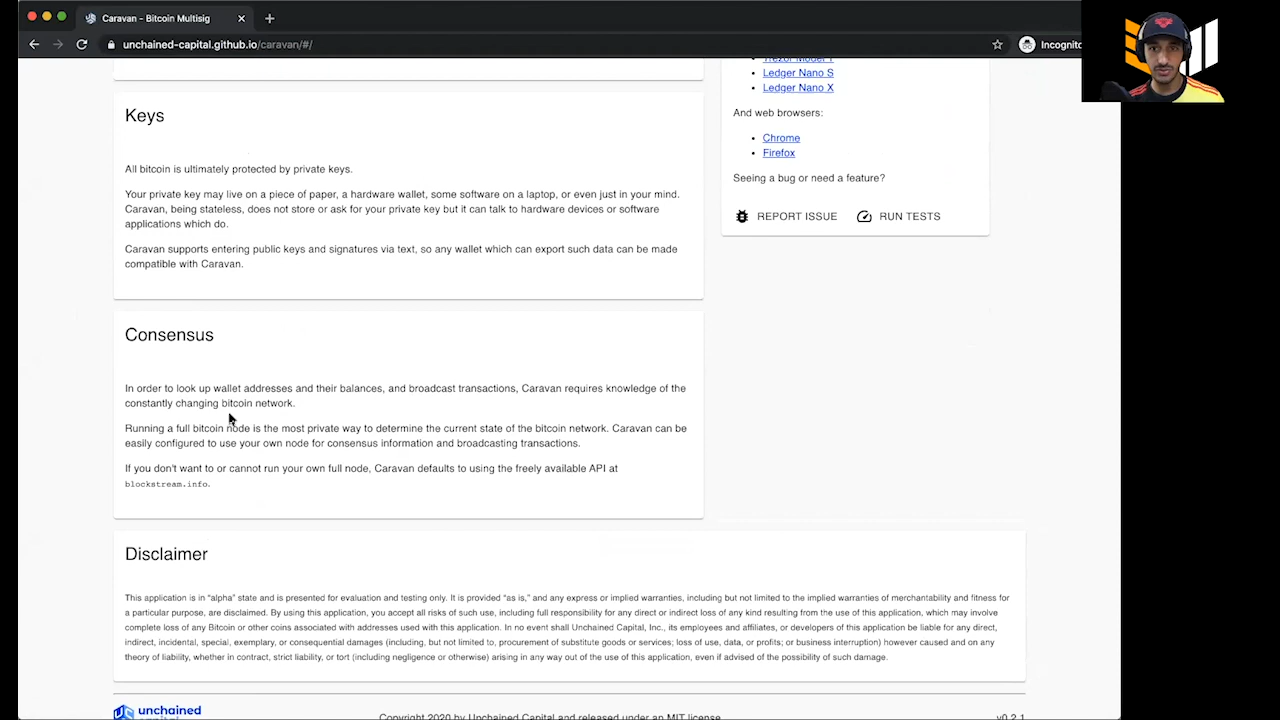 Caravan - Bitcoin Multisig
unchained-capital.github.io/caravan/#/
Incognito
Trezor Model T
Ledger Nano S
Ledger Nano X
And web browsers:
Chrome
Firefox
Seeing a bug or need a feature?
REPORT ISSUE
RUN TESTS
Keys
All bitcoin is ultimately protected by private keys.
Your private key may live on a piece of paper, a hardware wallet, some software on a laptop, or even just in your mind.
Caravan, being stateless, does not store or ask for your private key but it can talk to hardware devices or software
applications which do.
Caravan supports entering public keys and signatures via text, so any wallet which can export such data can be made
compatible with Caravan.
Consensus
In order to look up wallet addresses and their balances, and broadcast transactions, Caravan requires knowledge of the
constantly changing bitcoin network.
Running a full bitcoin node is the most private way to determine the current state of the bitcoin network. Caravan can be
easily configured to use your own node for consensus information and broadcasting transactions.
If you don't want to or cannot run your own full node, Caravan defaults to using the freely available API at
blockstream.info.
Disclaimer
This application is in “alpha” state and is presented for evaluation and testing only. It is provided “as is,” and any express or implied warranties, including but not limited to the implied warranties of merchantability and fitness for
a particular purpose, are disclaimed. By using this application, you accept all risks of such use, including full responsibility for any direct or indirect loss of any kind resulting from the use of this application, which may involve
complete loss of any Bitcoin or other coins associated with addresses used with this application. In no event shall Unchained Capital, Inc., its employees and affiliates, or developers of this application be liable for any direct,
indirect, incidental, special, exemplary, or consequential damages (including, but not limited to, procurement of substitute goods or services; loss of use, data, or profits; or business interruption) however caused and on any
theory of liability, whether in contract, strict liability, or tort (including negligence or otherwise) arising in any way out of the use of this application, even if advised of the possibility of such damage.
unchained
capital
Copyright 2020 by Unchained Capital and released under an MIT license.
v0.2.1